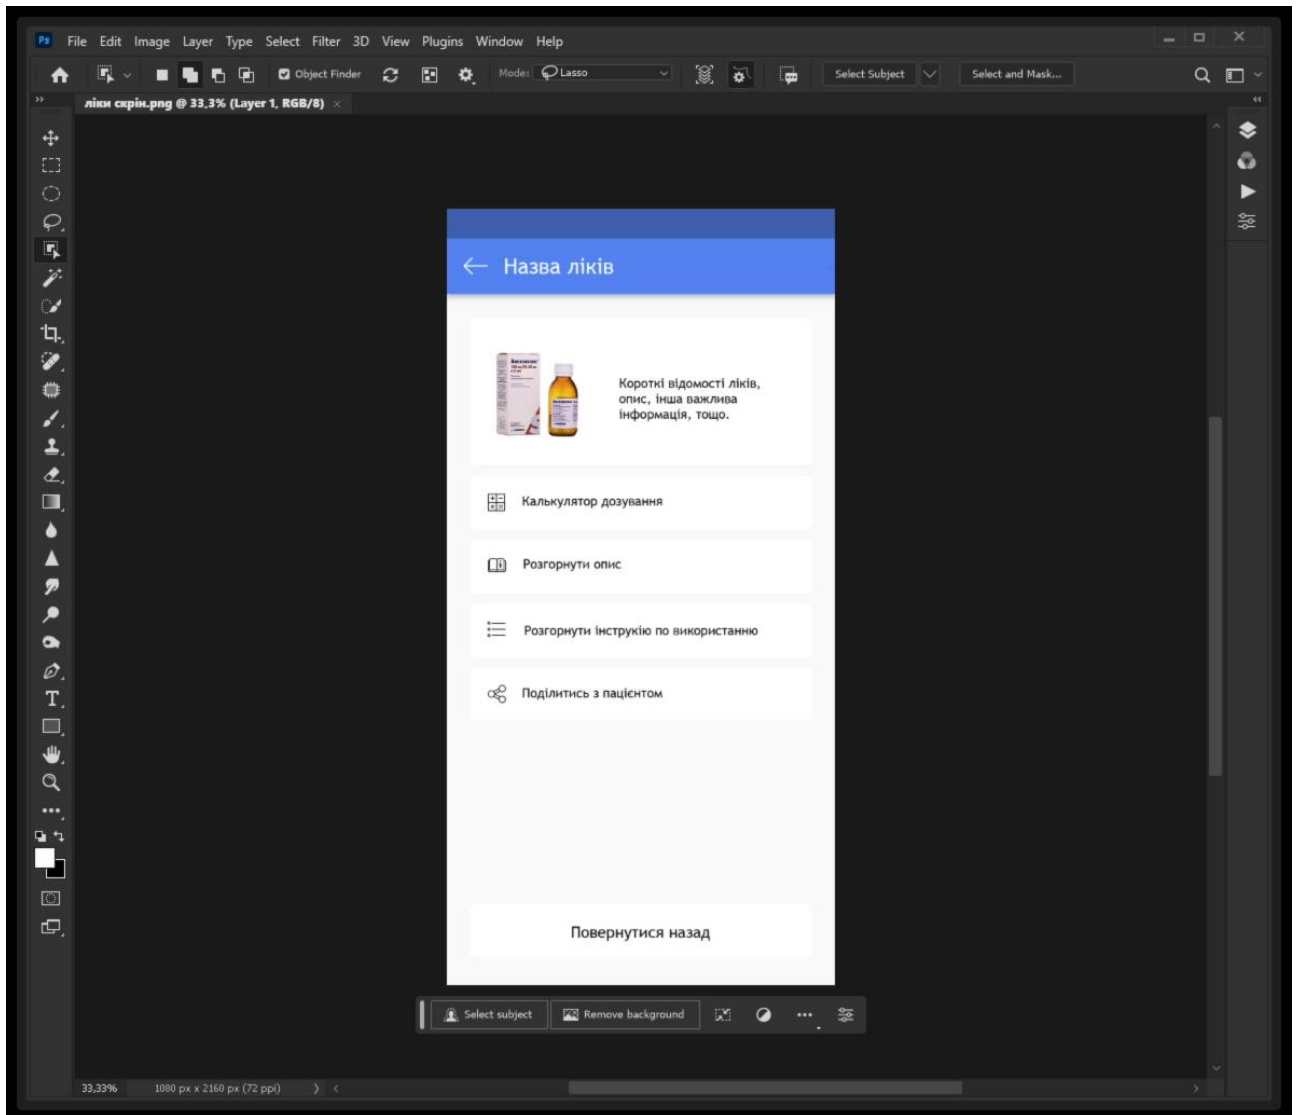 Ps File Edit Image Layer Type Select Filter 3D View Plugins Window Help
Object Finder Mode: Lasso Select Subject Select and Mask...
ліки скрін.png @ 33,3% (Layer 1, RGB/8) ×
Назва ліків
Короткі відомості ліків,
опис, інша важлива
інформація, тощо.
Калькулятор дозування
Розгорнути опис
Розгорнути інструкію по використанню
Поділитись з пацієнтом
Повернутися назад
Select subject Remove background
33,33% 1080 px x 2160 px (72 ppi)